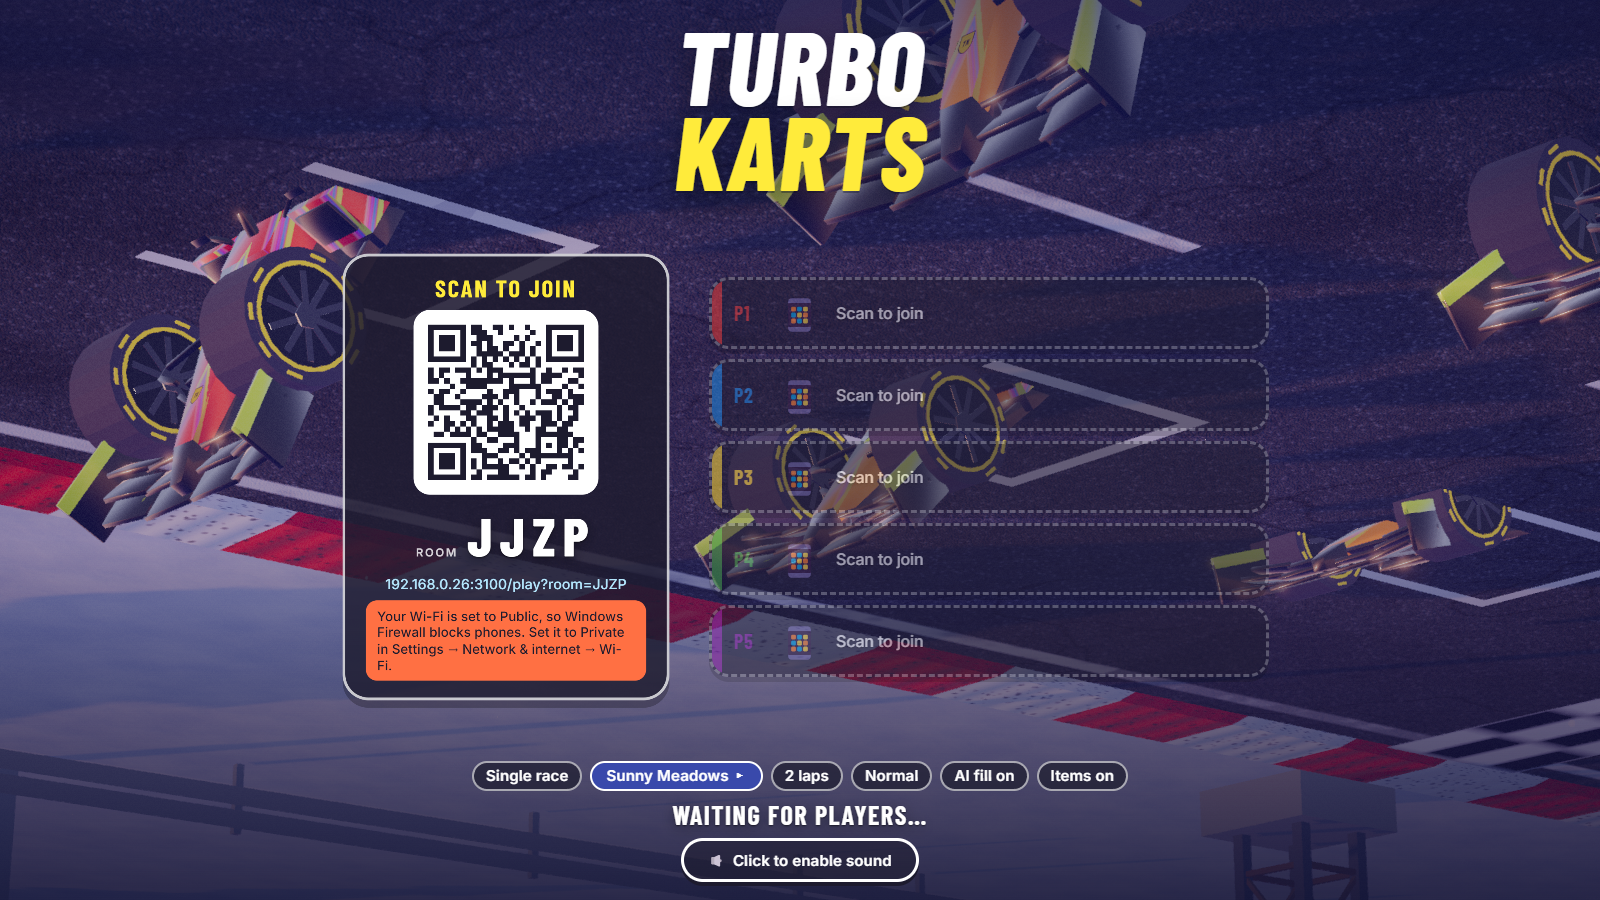 TURBO
KARTS
SCAN TO JOIN
ROOM JJZP
192.168.0.26:3100/play?room=JJZP
Your Wi-Fi is set to Public, so Windows
Firewall blocks phones. Set it to Private
in Settings → Network & internet → Wi-
Fi.
P1 Scan to join
P2 Scan to join
P3 Scan to join
P4 Scan to join
P5 Scan to join
Single race Sunny Meadows ▸ 2 laps Normal AI fill on Items on
WAITING FOR PLAYERS...
Click to enable sound